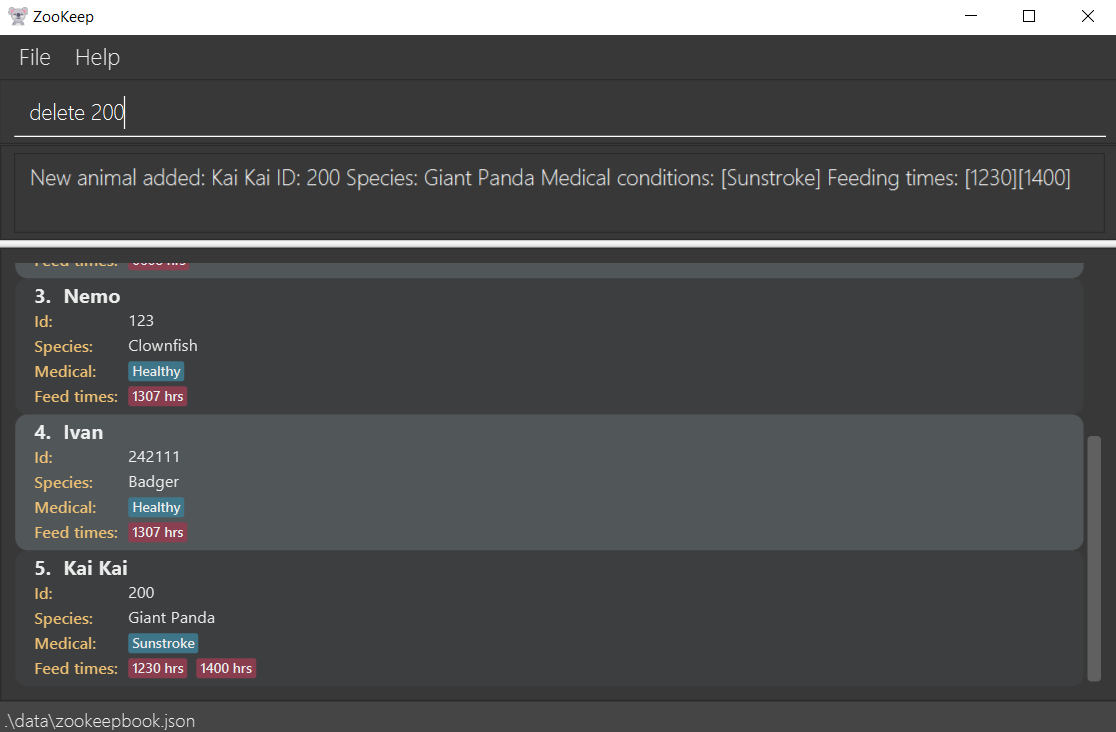 ZooKeep
File Help
delete 200
New animal added: Kai Kai ID: 200 Species: Giant Panda Medical conditions: [Sunstroke] Feeding times: [1230][1400]
Feed times:
3. Nemo
Id: 123
Species: Clownfish
Medical: Healthy
Feed times: 1307 hrs
4. Ivan
Id: 242111
Species: Badger
Medical: Healthy
Feed times: 1307 hrs
5. Kai Kai
Id: 200
Species: Giant Panda
Medical: Sunstroke
Feed times: 1230 hrs 1400 hrs
.\data\zookeepbook.json